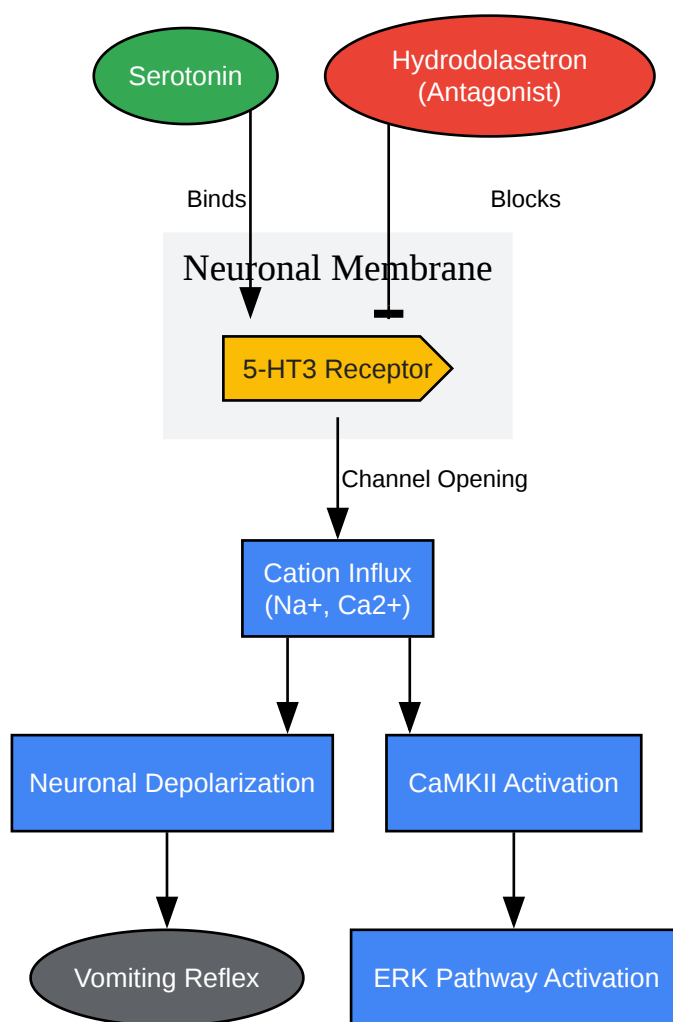 Serotonin
Hydrodolasetron
(Antagonist)
Binds
Blocks
Neuronal Membrane
5-HT3 Receptor
Channel Opening
Cation Influx
(Na+, Ca2+)
Neuronal Depolarization
CaMKII Activation
Vomiting Reflex
ERK Pathway Activation